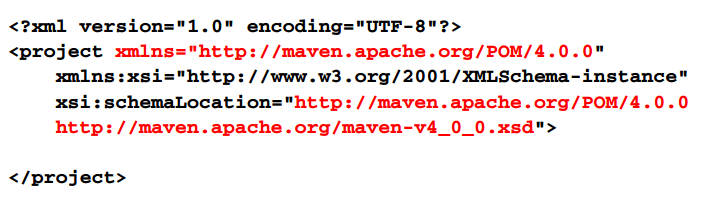 <?xml version="1.0" encoding="UTF-8"?>
<project xmlns="http://maven.apache.org/POM/4.0.0"
    xmlns:xsi="http://www.w3.org/2001/XMLSchema-instance"
    xsi:schemaLocation="http://maven.apache.org/POM/4.0.0
    http://maven.apache.org/maven-v4_0_0.xsd">
</project>